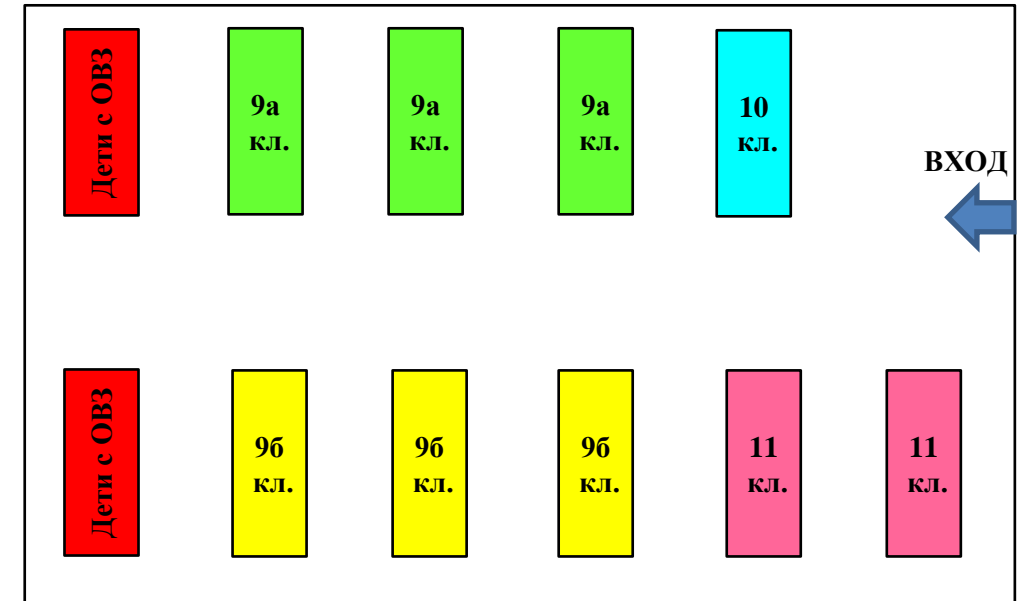 Дети с ОВЗ
9а
кл.
9а
кл.
9а
кл.
10
кл.
ВХОД
Дети с ОВЗ
9б
кл.
9б
кл.
9б
кл.
11
кл.
11
кл.